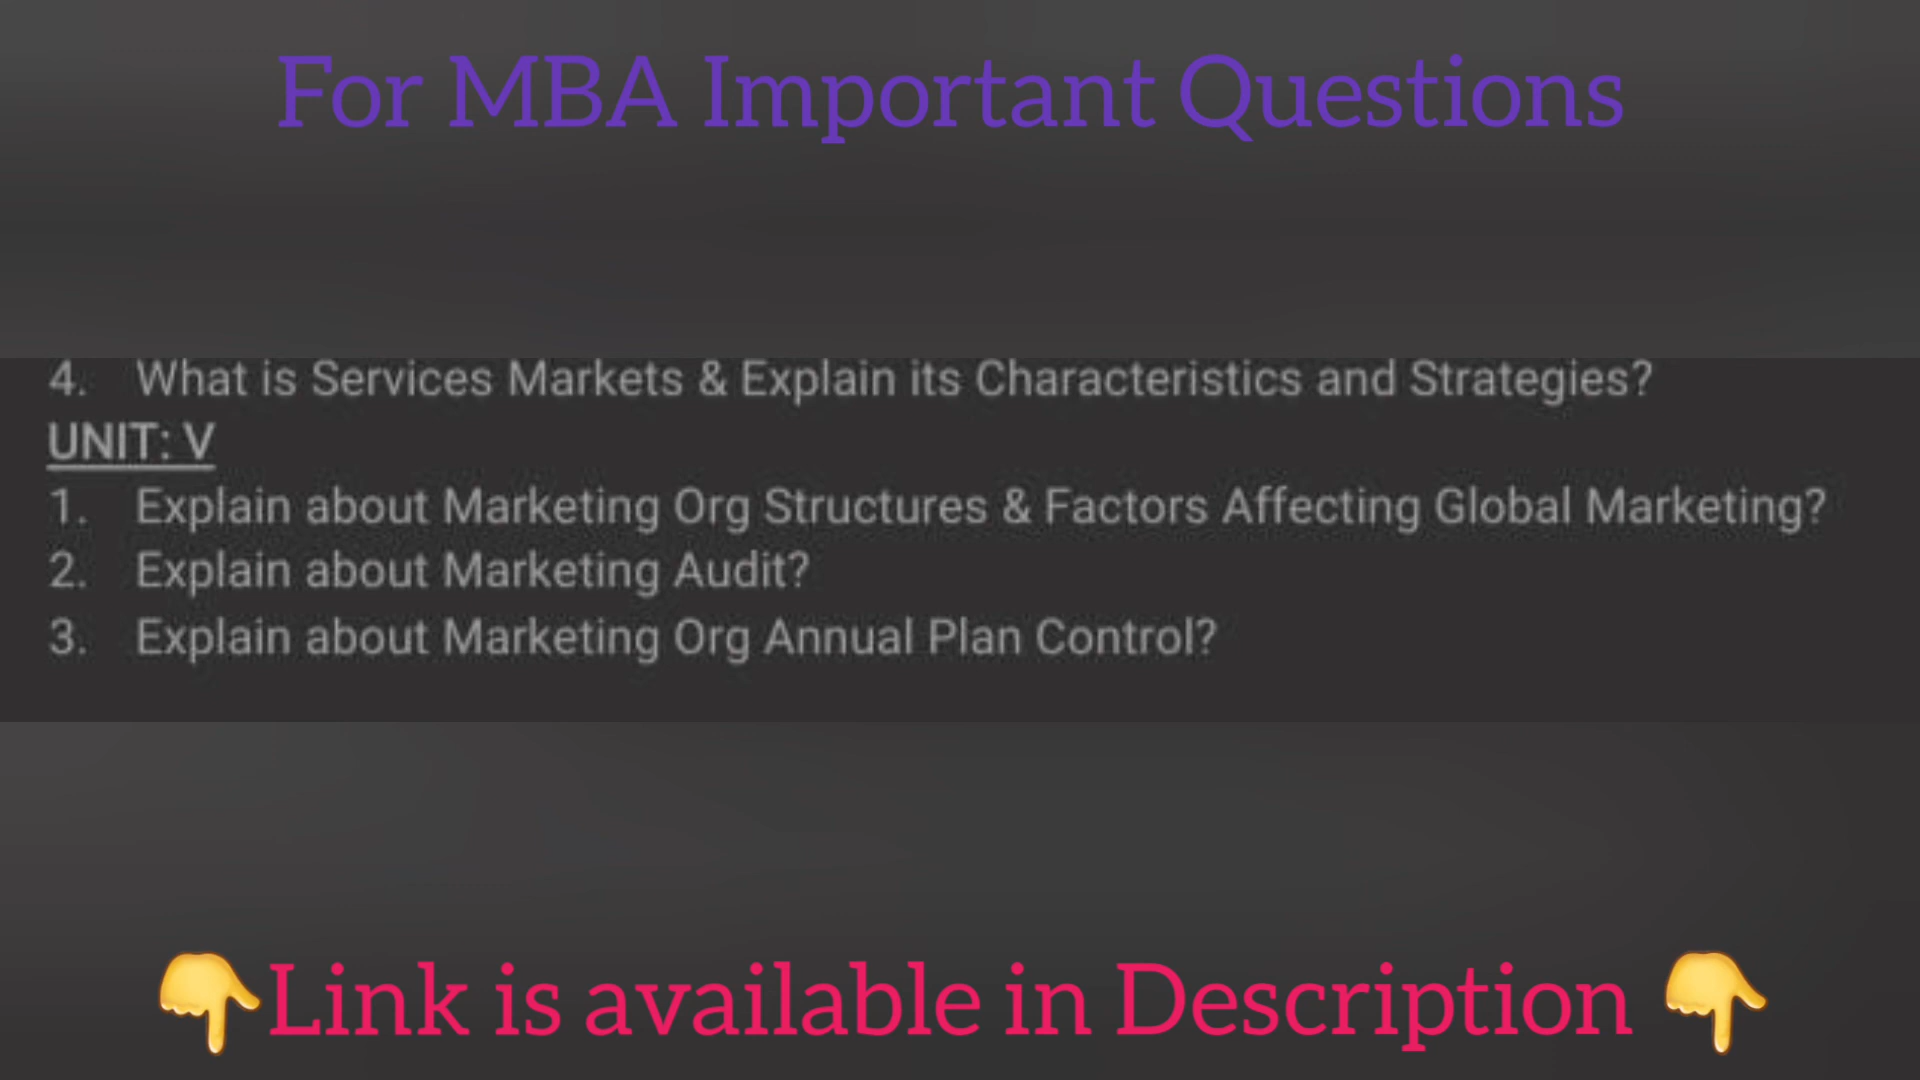 For MBA Important Questions
4. What is Services Markets & Explain its Characteristics and Strategies?
UNIT: V
1. Explain about Marketing Org Structures & Factors Affecting Global Marketing?
2. Explain about Marketing Audit?
3. Explain about Marketing Org Annual Plan Control?
👇Link is available in Description 👇